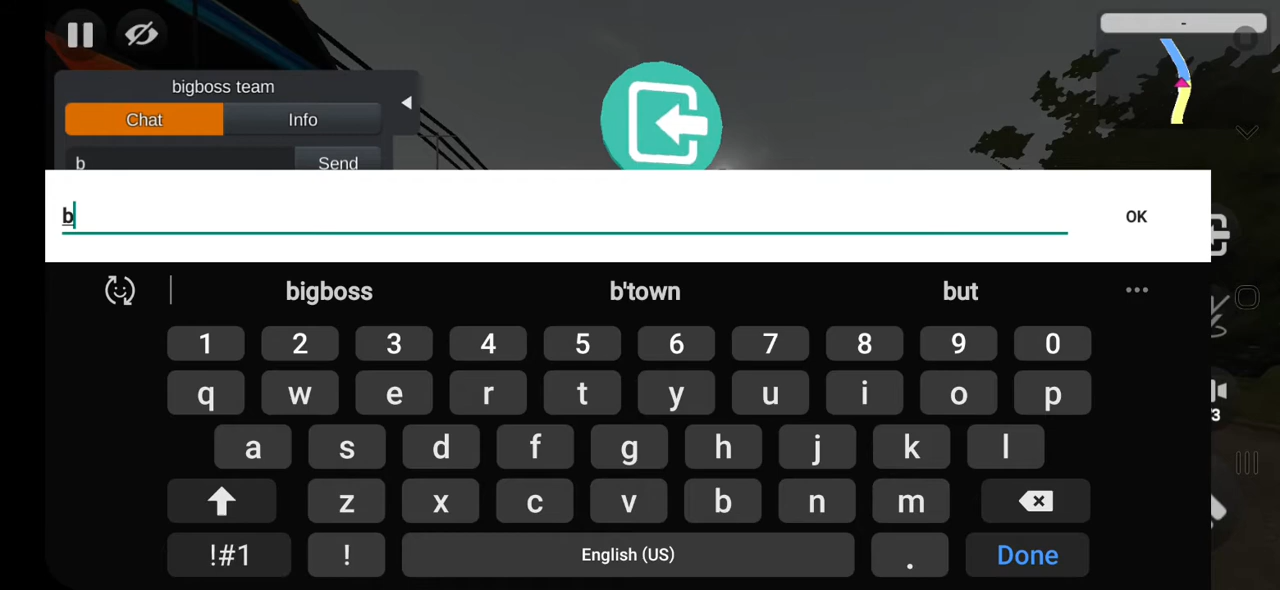 -
bigboss team
Chat Info
b Send
b OK
bigboss b'town but ...
1 2 3 4 5 6 7 8 9 0
q w e r t y u i o p
a s d f g h j k l
z x c v b n m
!#1 ! English (US) . Done
3